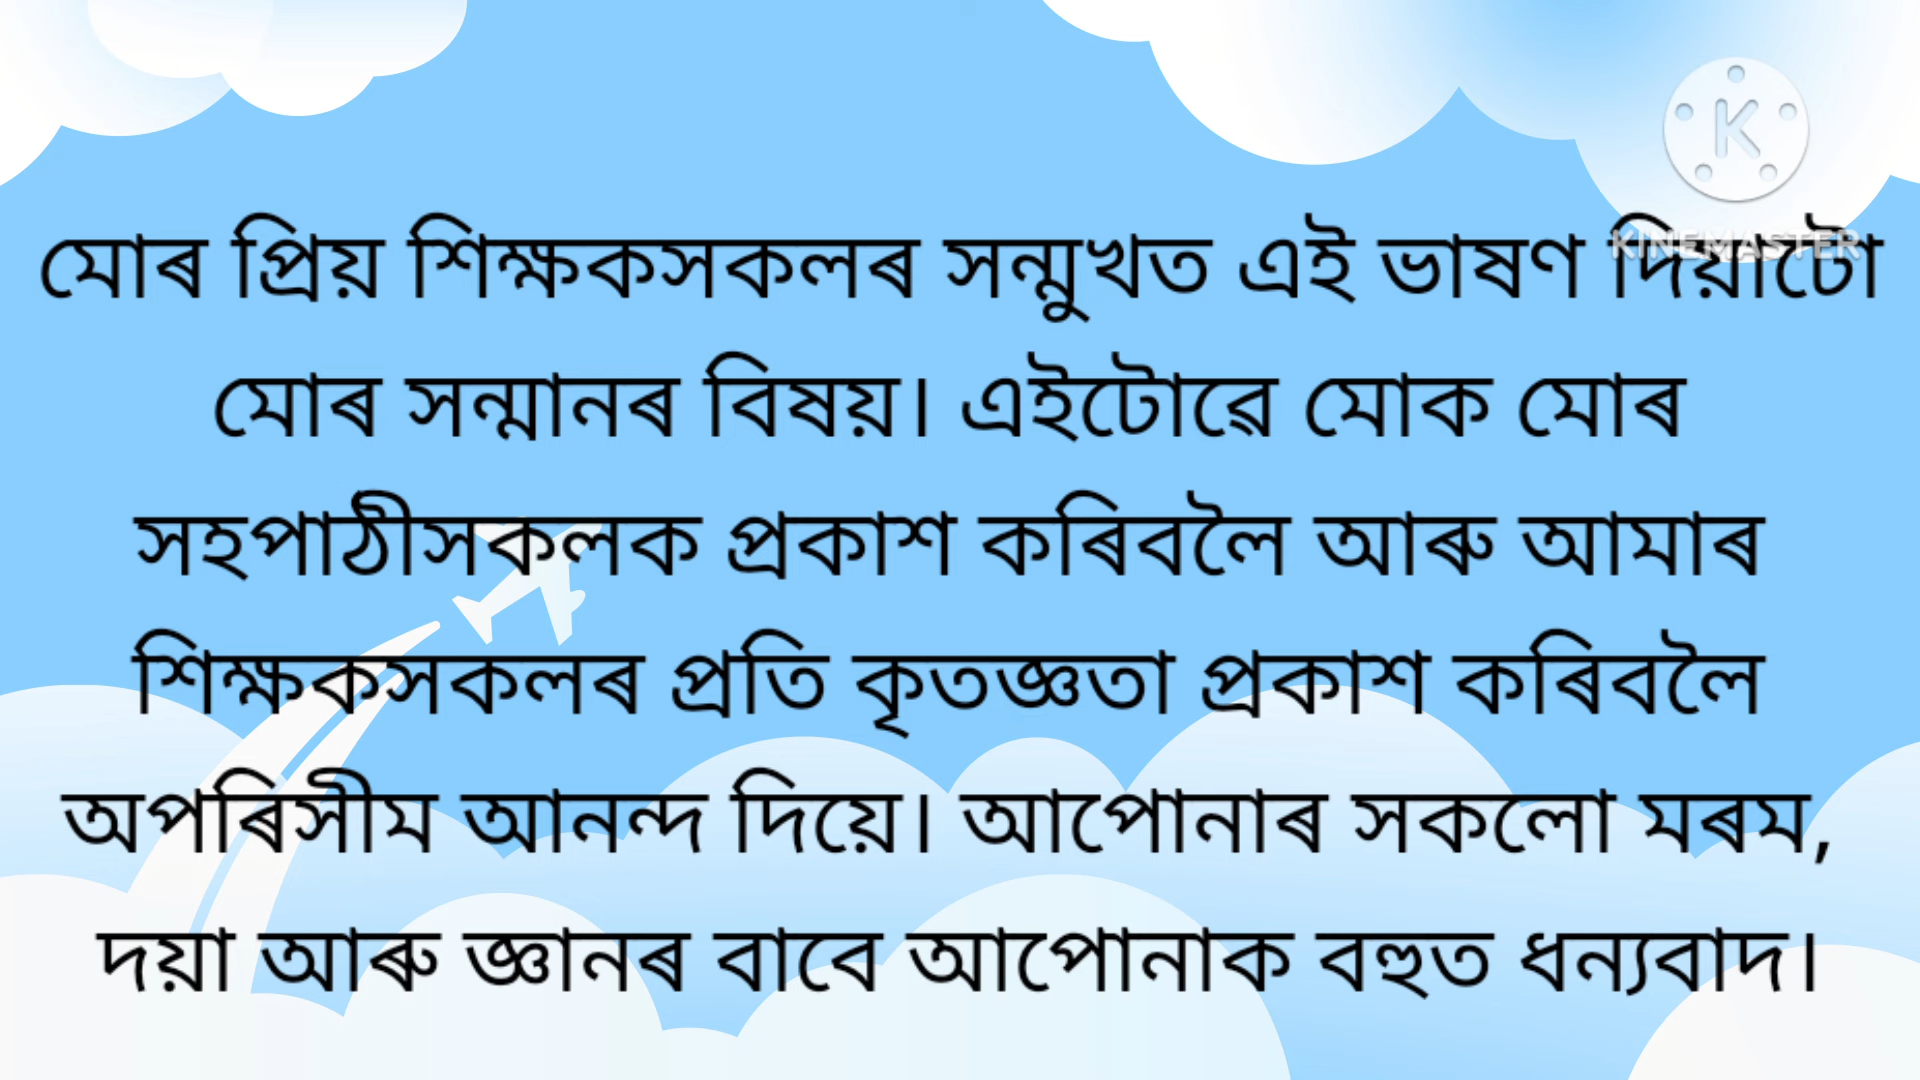 KINEMASTER
মোৰ প্ৰিয় শিক্ষকসকলৰ সন্মুখত এই ভাষণ দিয়াটো
মোৰ সন্মানৰ বিষয়। এইটোৱে মোক মোৰ
সহপাঠীসকলক প্ৰকাশ কৰিবলৈ আৰু আমাৰ
শিক্ষকসকলৰ প্ৰতি কৃতজ্ঞতা প্ৰকাশ কৰিবলৈ
অপৰিসীম আনন্দ দিয়ে। আপোনাৰ সকলো মৰম,
দয়া আৰু জ্ঞানৰ বাবে আপোনাক বহুত ধন্যবাদ।